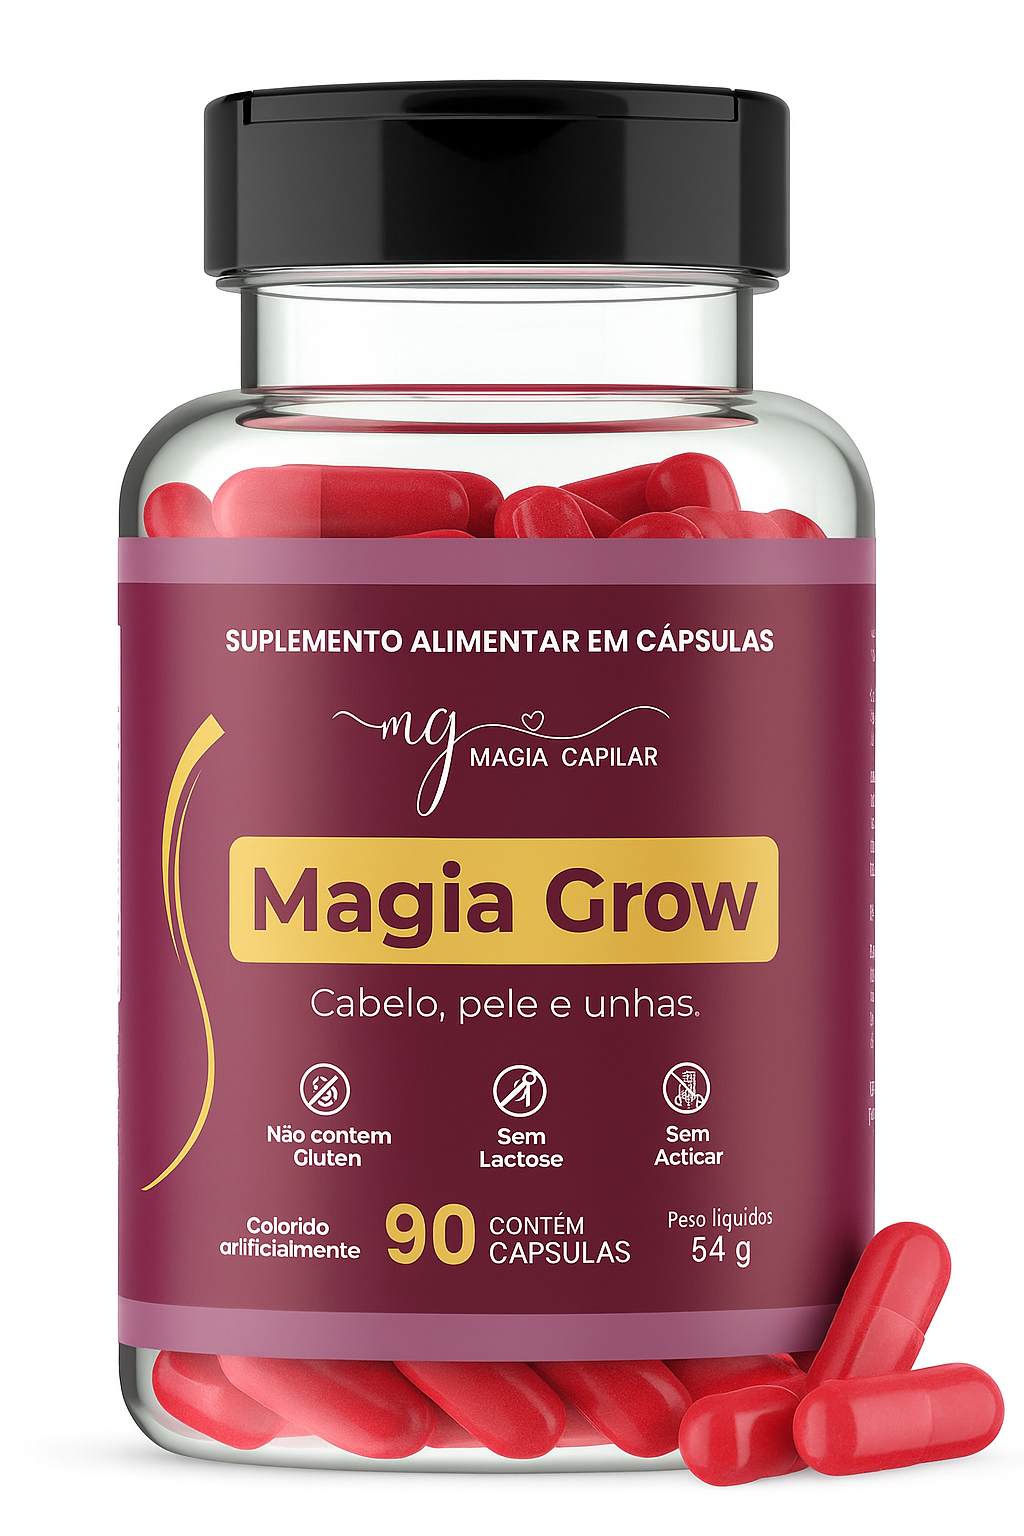 SUPLEMENTO ALIMENTAR EM CÁPSULAS
mg
MAGIA CAPILAR
Magia Grow
Cabelo, pele e unhas.
Não contem
Gluten
Sem
Lactose
Sem
Acticar
Colorido
arlificialmente
90
CONTÉM
CAPSULAS
Peso liquidos
54 g